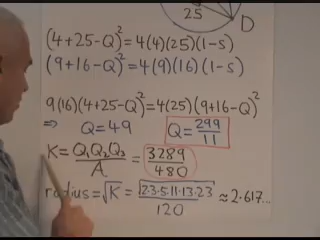 25 D
(4+25-Q)²=4(4)(25)(1-S)
(9+16-Q)²=4(9)(16)(1-S)
9(16)(4+25-Q)²=4(25)(9+16-Q)²
⇒ Q=49 Q=299/11
K=Q₁Q₂Q₃/A = 3289/480
radius=√K = √(2·3·5·11·13·23)/120 ≈2·617...